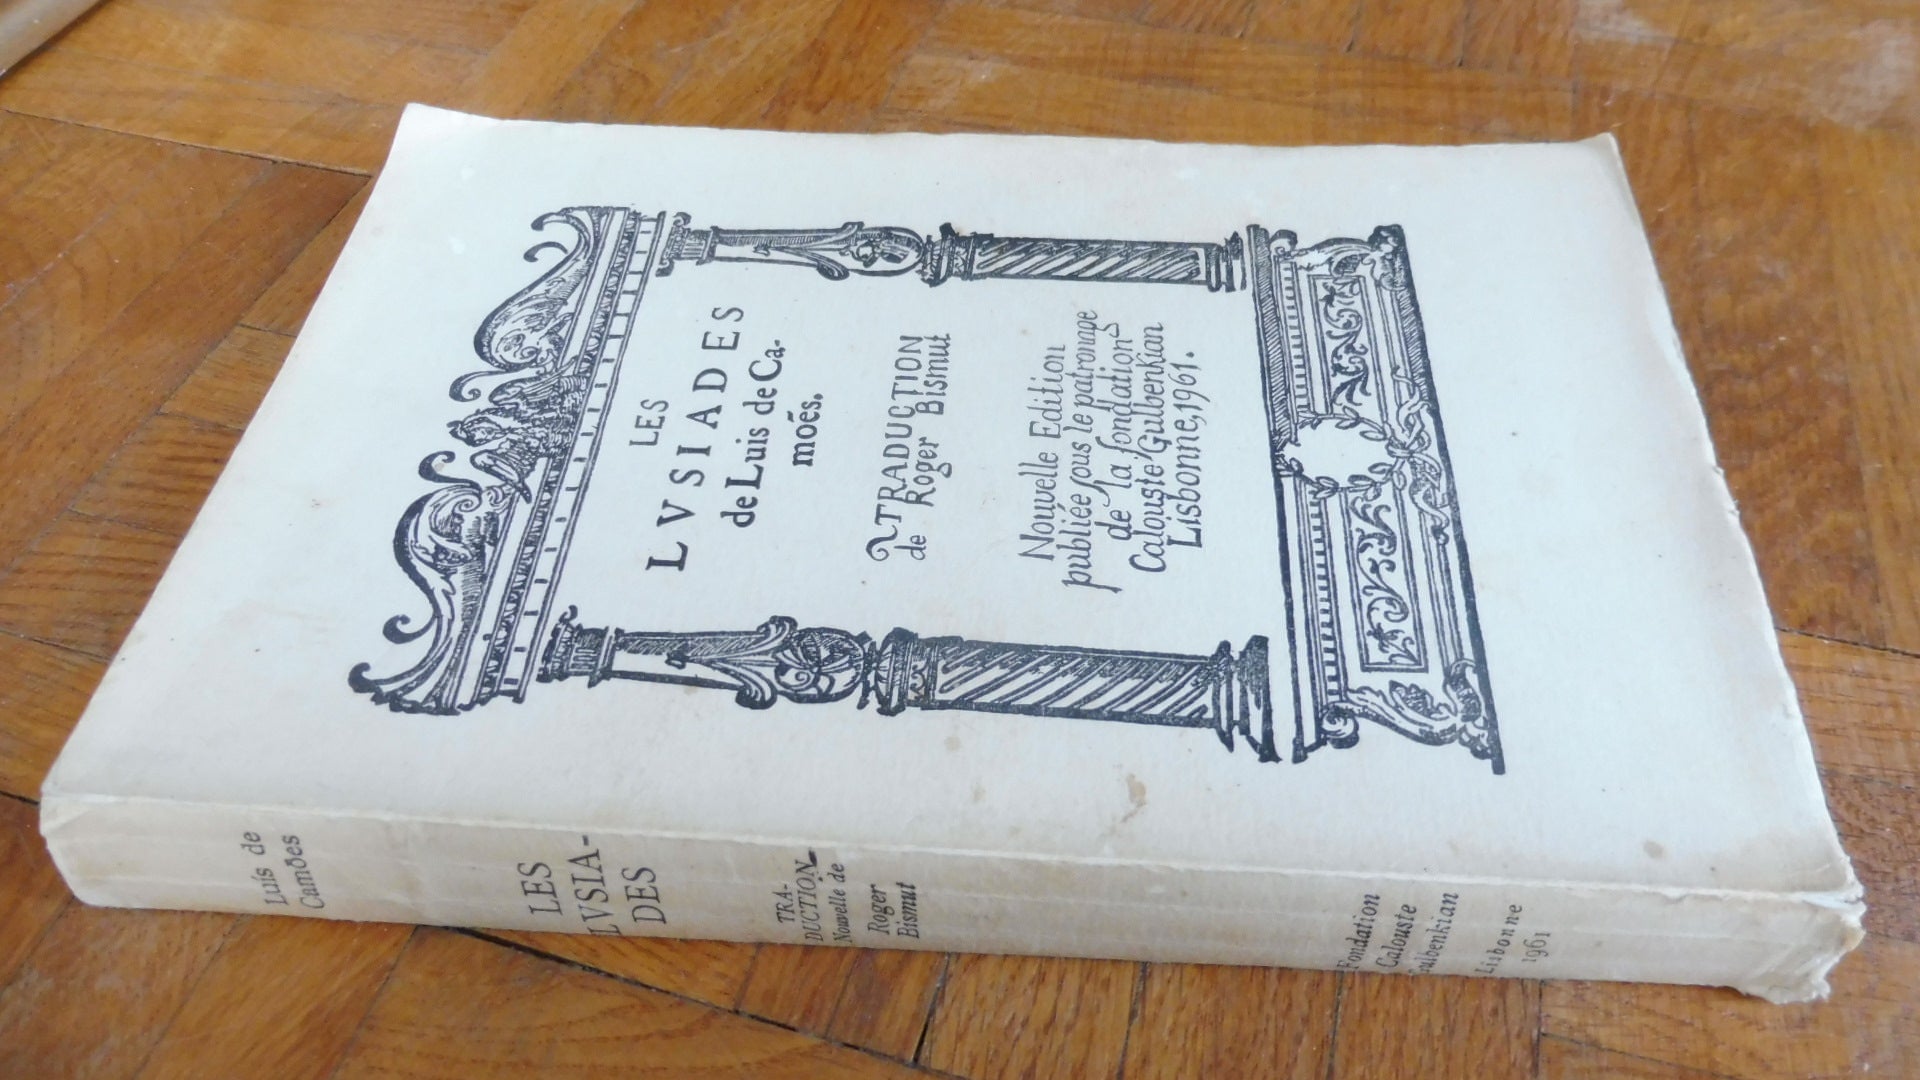 LES
LVSIADES
de Luis de Ca-
moẽs.
TRADUCTION
de Roger Bismut
Nouvelle Edition
publiée sous le patronage
de la fondation
Calouste Gulbenkian
Lisbonne, 1961.
Luís de
Camões
LES
LVSIA-
DES
TRA-
DUCTION
Nouvelle de
Roger
Bismut
Fondation
Calouste
Gulbenkian
Lisbonne
1961